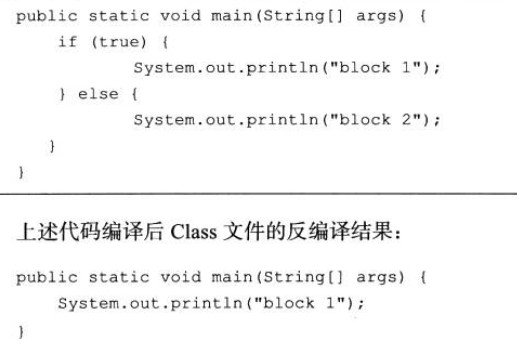 public static void main(String[] args) {
    if (true) {
            System.out.println("block 1");
    } else {
            System.out.println("block 2");
    }
}
上述代码编译后 Class 文件的反编译结果：
public static void main(String[] args) {
    System.out.println("block 1");
}